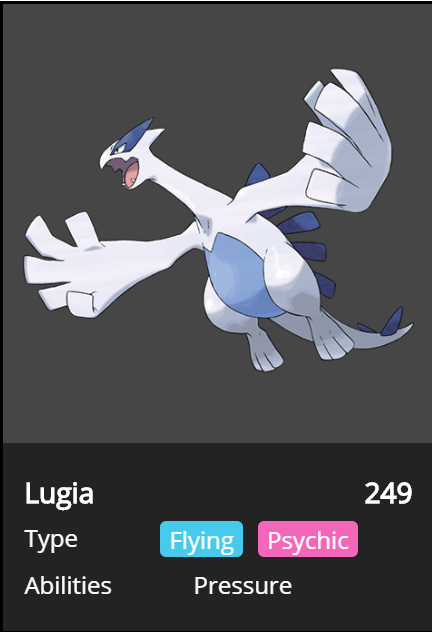 Lugia 249
Type Flying Psychic
Abilities Pressure